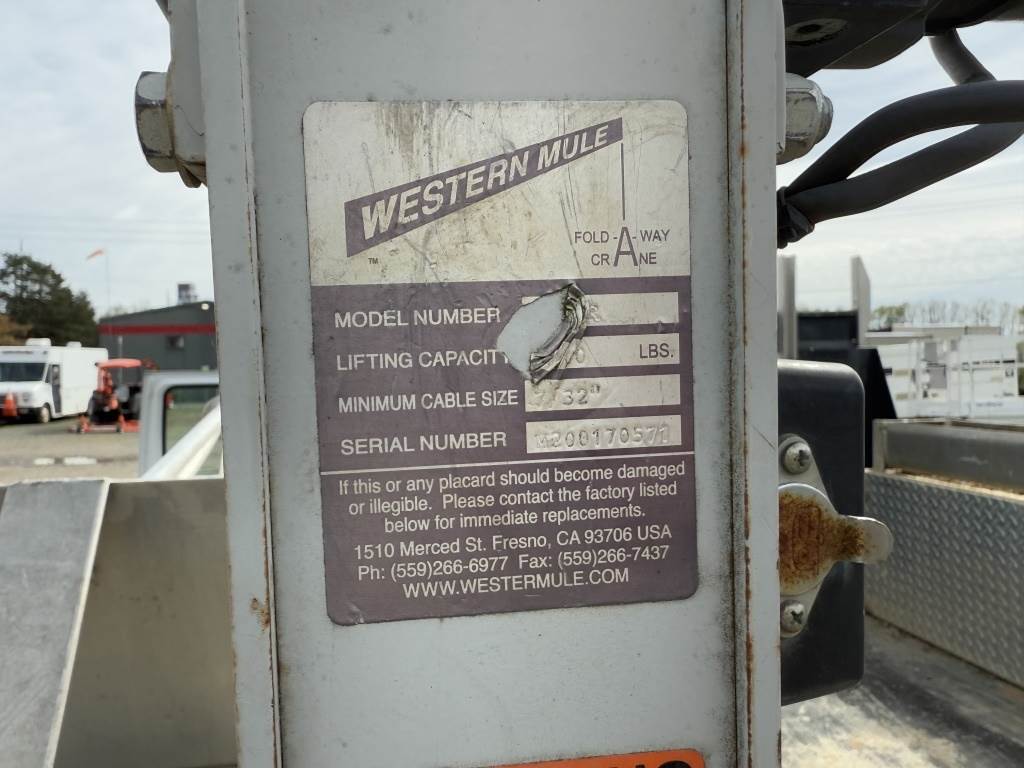 WESTERN MULE
™
FOLD-A-WAY
CRANE
MODEL NUMBER
LIFTING CAPACITY LBS.
MINIMUM CABLE SIZE 7/32"
SERIAL NUMBER
If this or any placard should become damaged
or illegible. Please contact the factory listed
below for immediate replacements.
1510 Merced St. Fresno, CA 93706 USA
Ph: (559)266-6977 Fax: (559)266-7437
WWW.WESTERMULE.COM